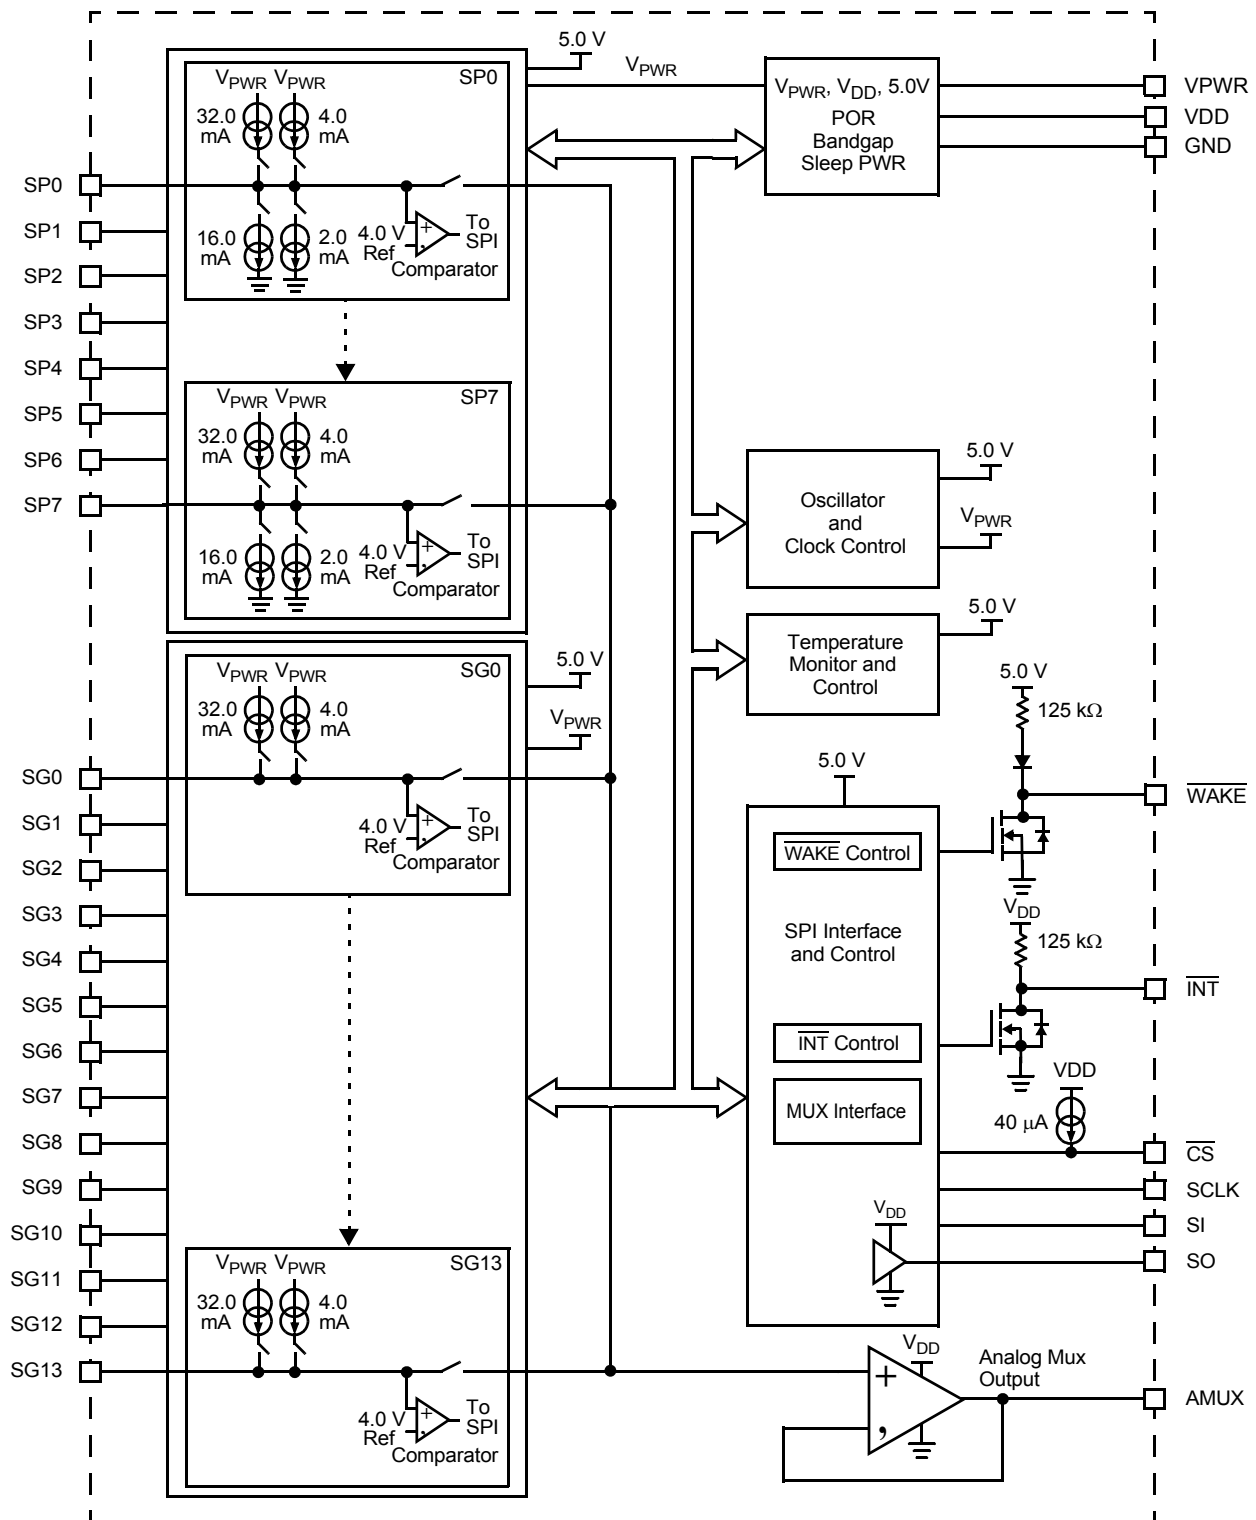 5.0 V
VPWR
VPWR VPWR
SP0
32.0
mA
4.0
mA
16.0
mA
2.0
mA
4.0 V
Ref
+
-
To
SPI
Comparator
VPWR, VDD, 5.0V
POR
Bandgap
Sleep PWR
VPWR
VDD
GND
SP0
SP1
SP2
SP3
SP4
SP5
SP6
SP7
VPWR VPWR
SP7
32.0
mA
4.0
mA
16.0
mA
2.0
mA
4.0 V
Ref
+
-
To
SPI
Comparator
5.0 V
VPWR
Oscillator
and
Clock Control
5.0 V
Temperature
Monitor and
Control
VPWR VPWR
SG0
5.0 V
VPWR
32.0
mA
4.0
mA
4.0 V
Ref
+
-
To
SPI
Comparator
SG0
SG1
SG2
SG3
SG4
SG5
SG6
SG7
SG8
SG9
SG10
SG11
SG12
SG13
VPWR VPWR
SG13
32.0
mA
4.0
mA
4.0 V
Ref
+
-
To
SPI
Comparator
5.0 V
WAKE Control
SPI Interface
and Control
INT Control
MUX Interface
VDD
5.0 V
125 kΩ
WAKE
VDD
125 kΩ
INT
VDD
40 μA
CS
SCLK
SI
SO
VDD
+
,
Analog Mux
Output
AMUX